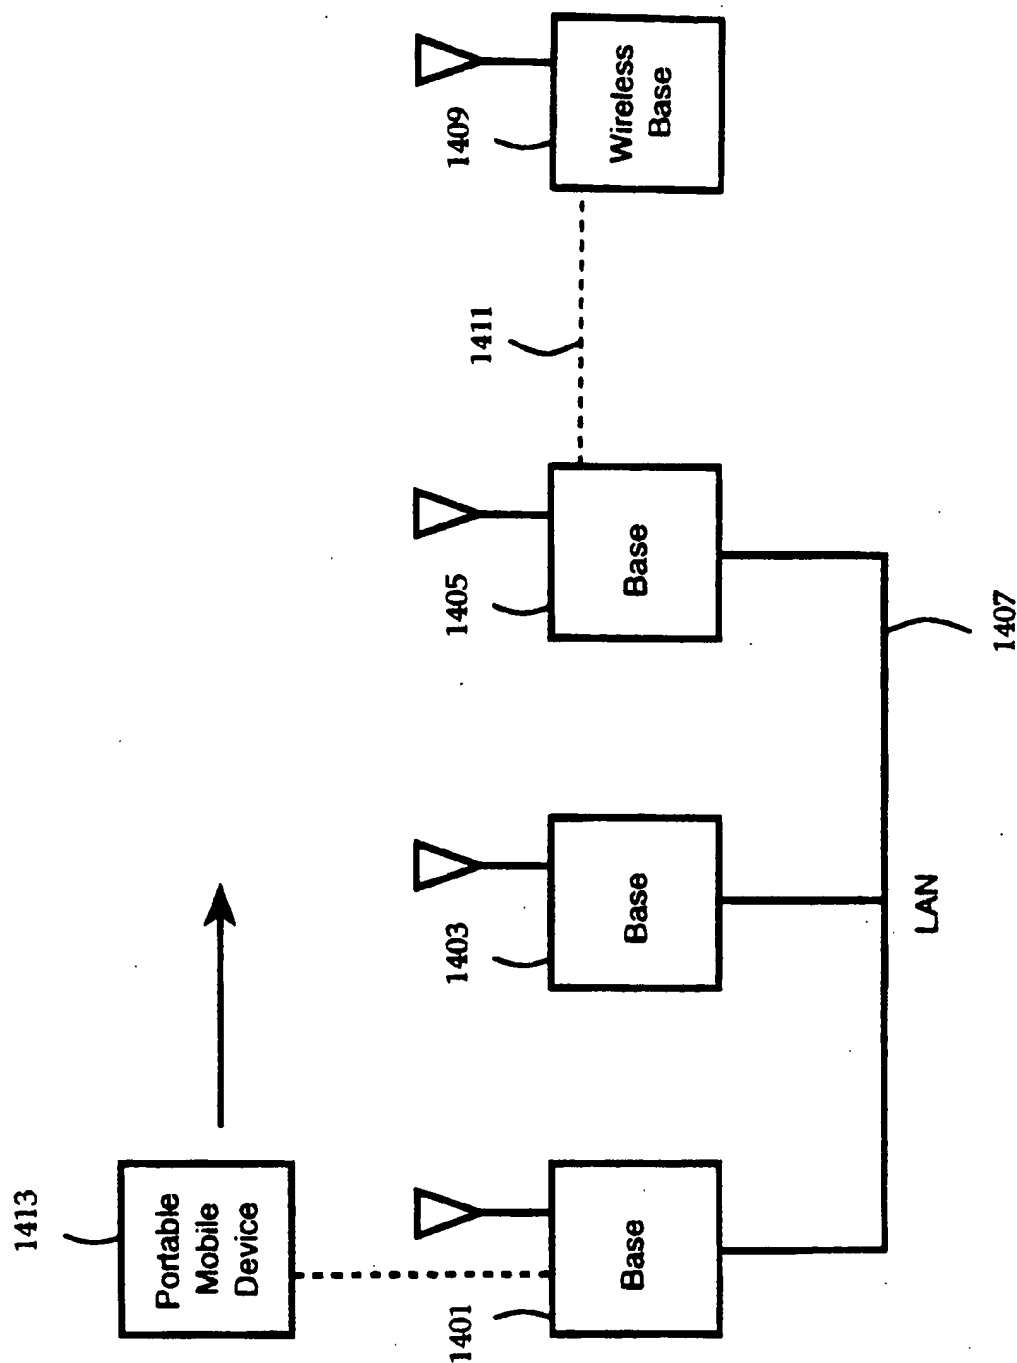 1413
Portable
Mobile
Device
1401
Base
1403
Base
1405
Base
1411
1409
Wireless
Base
LAN
1407